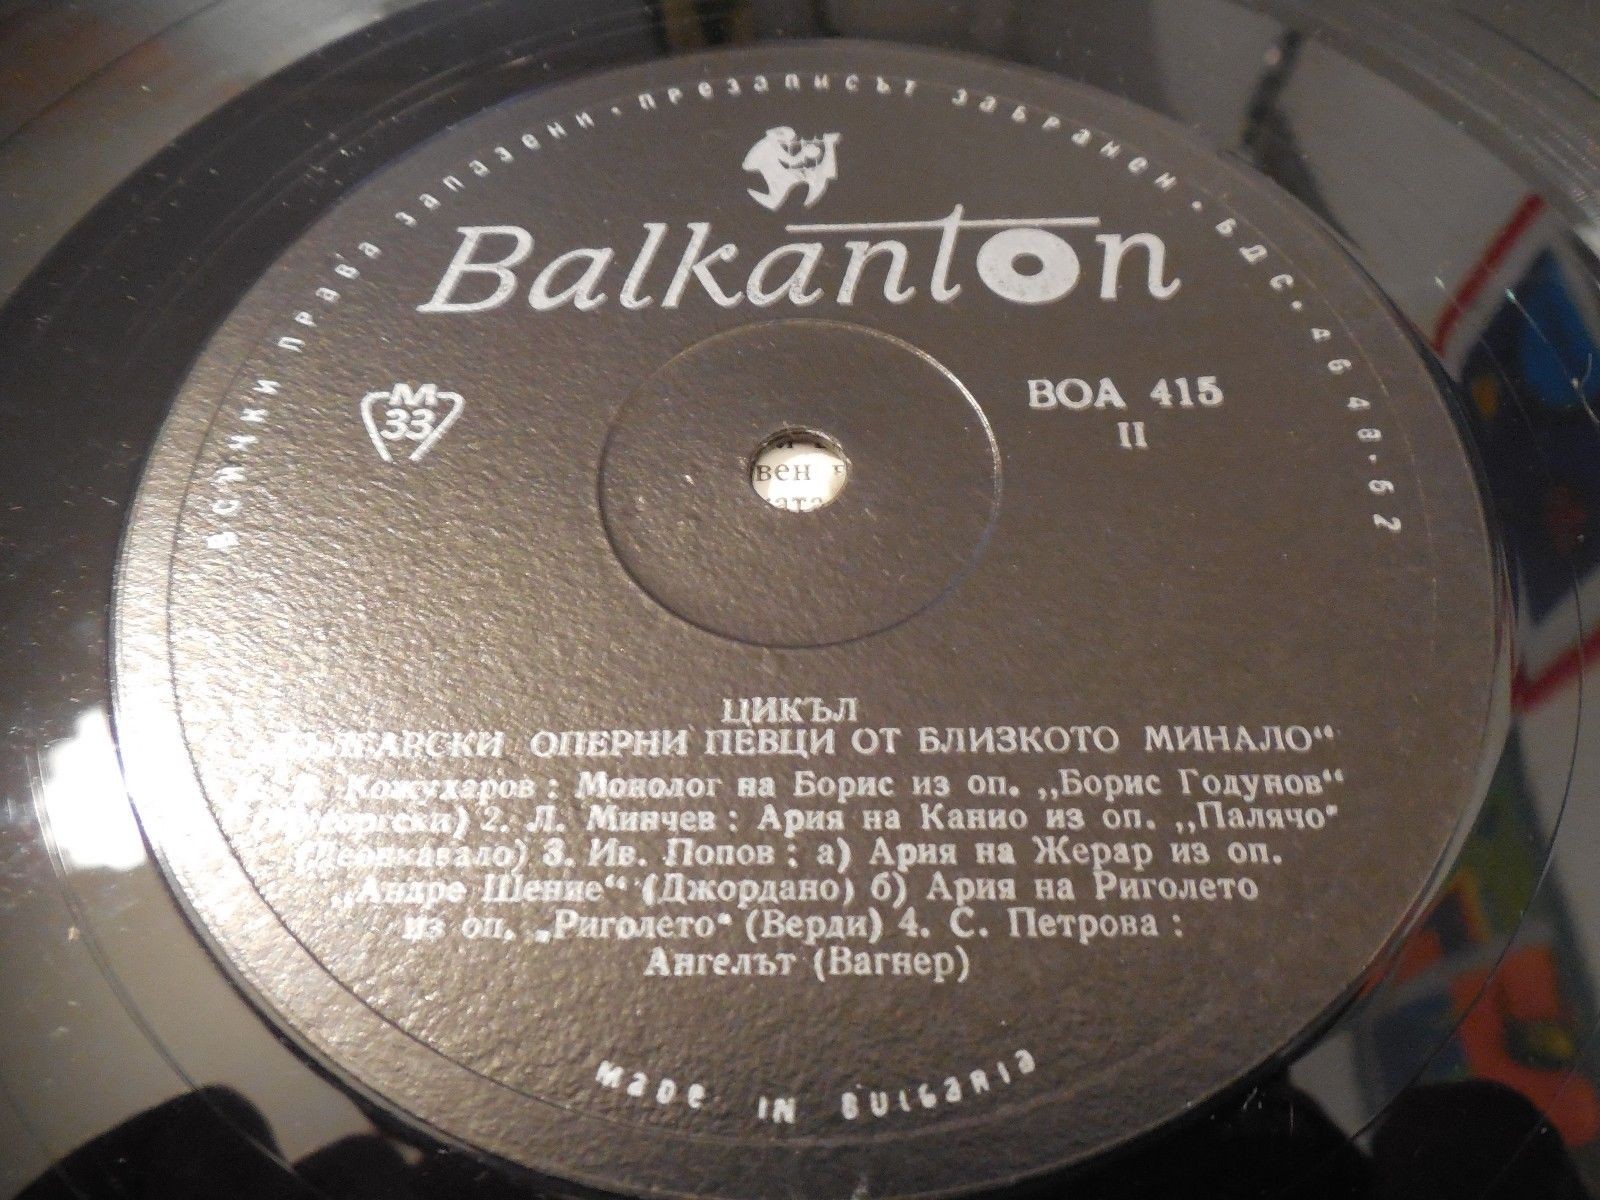 ВСИЧКИ ПРАВА ЗАПАЗЕНИ · ПРЕЗАПИСЪТ ЗАБРАНЕН · БДС · 4648-62
Balkanton
М
33
ВОА 415
II
вен
ЦИКЪЛ
„БЪЛГАРСКИ ОПЕРНИ ПЕВЦИ ОТ БЛИЗКОТО МИНАЛО“
Кожухаров : Монолог на Борис из оп. „Борис Годунов“
(Мусоргски) 2. Л. Минчев : Ария на Канио из оп. „Палячо“
(Леонкавало) 3. Ив. Попов : а) Ария на Жерар из оп.
„Андре Шение“ (Джордано) б) Ария на Риголето
из оп. „Риголето“ (Верди) 4. С. Петрова :
Ангелът (Вагнер)
MADE IN BULGARIA